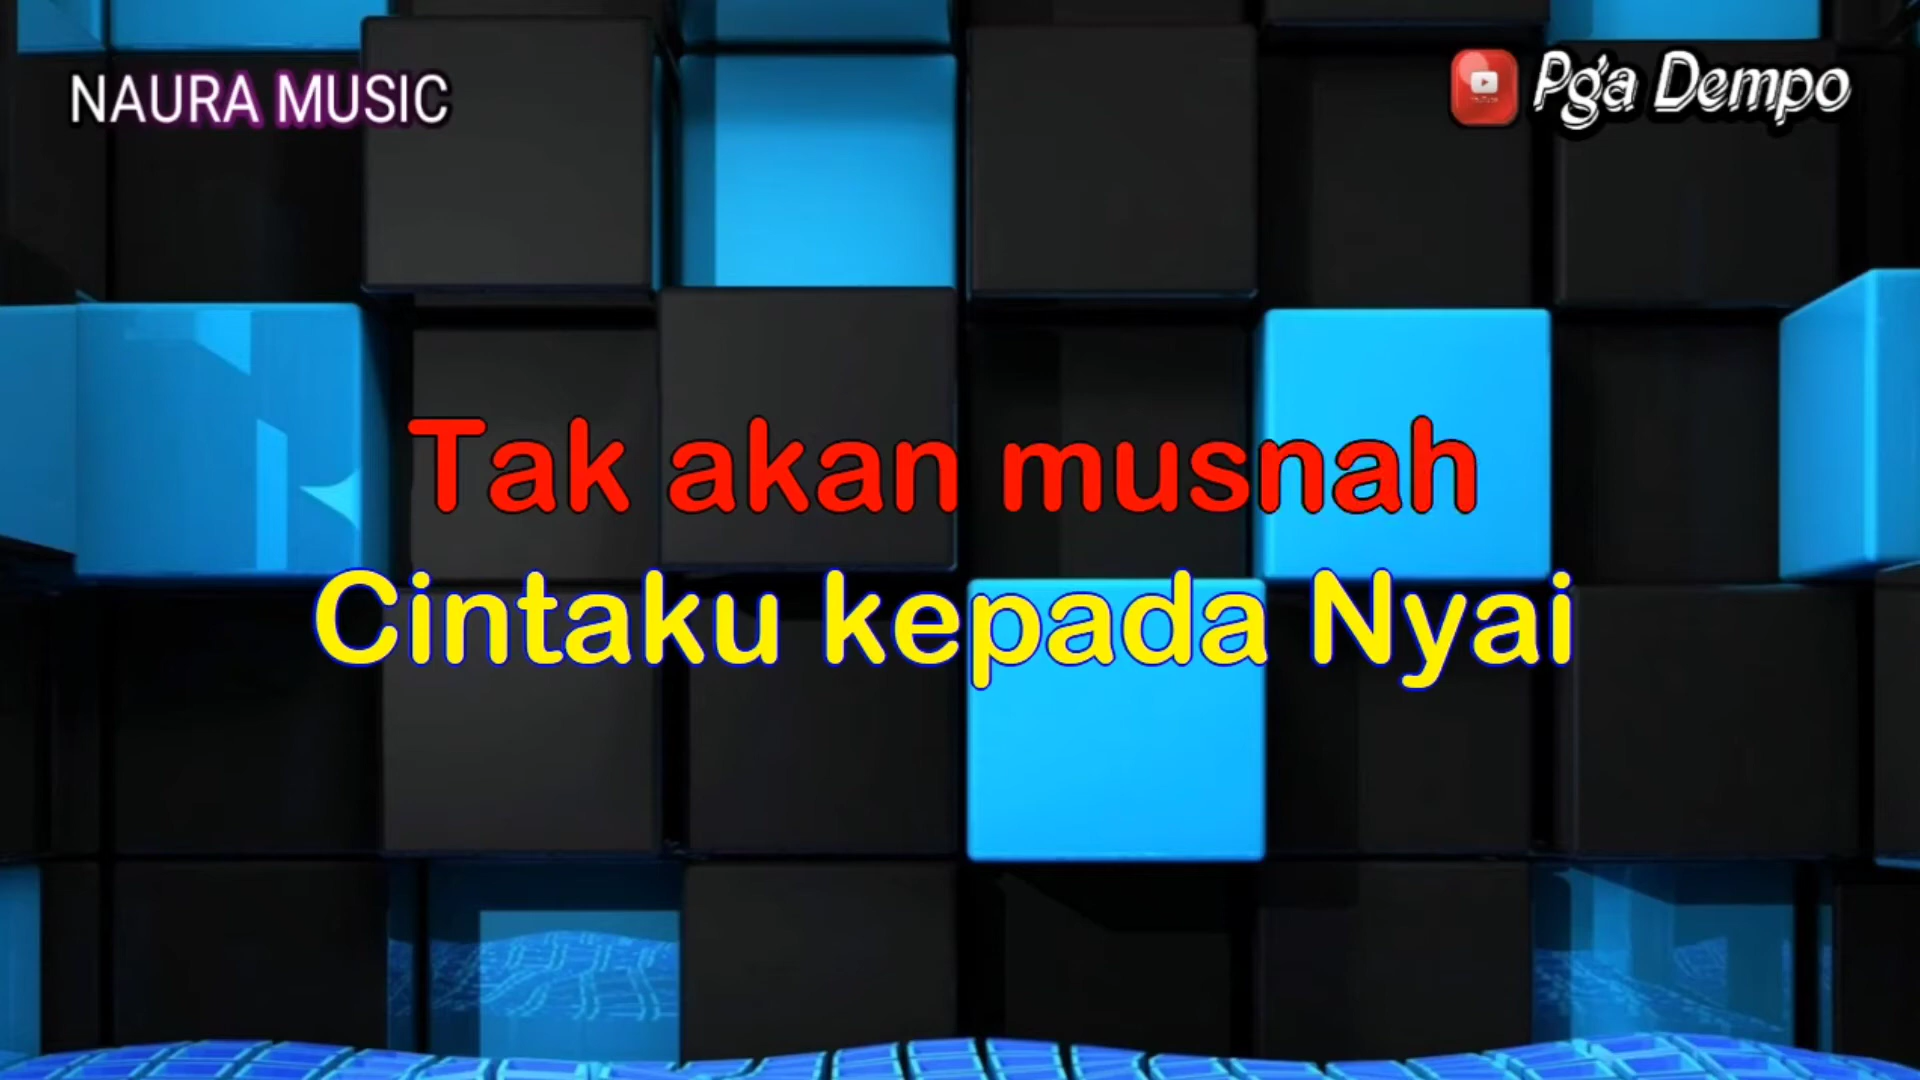 NAURA MUSIC
Pga Dempo
Tak akan musnah
Cintaku kepada Nyai